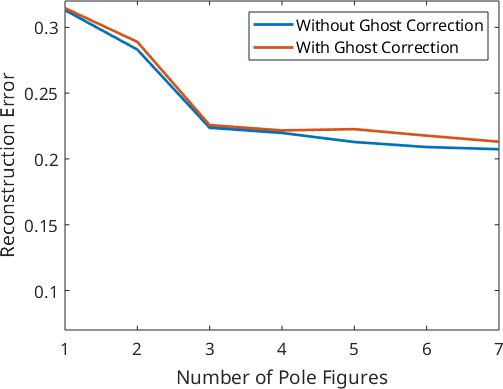 Without Ghost Correction
With Ghost Correction
Reconstruction Error
0.3
0.25
0.2
0.15
0.1
1 2 3 4 5 6 7
Number of Pole Figures